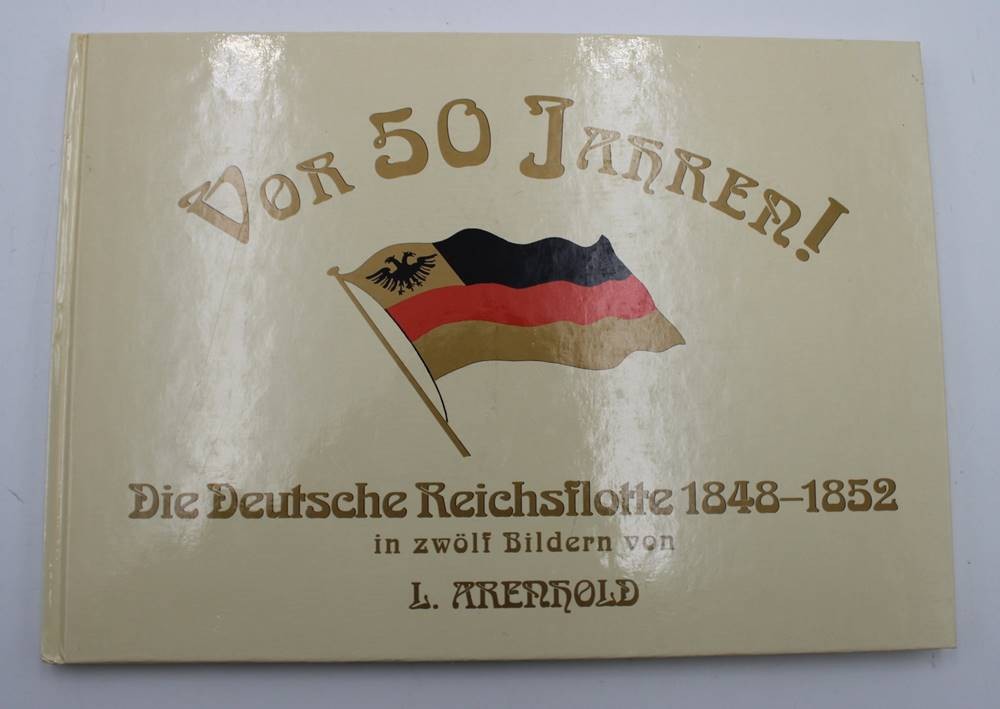 Vor 50 Jahren!
Die Deutsche Reichsflotte 1848–1852
in zwölf Bildern von
L. ARENHOLD